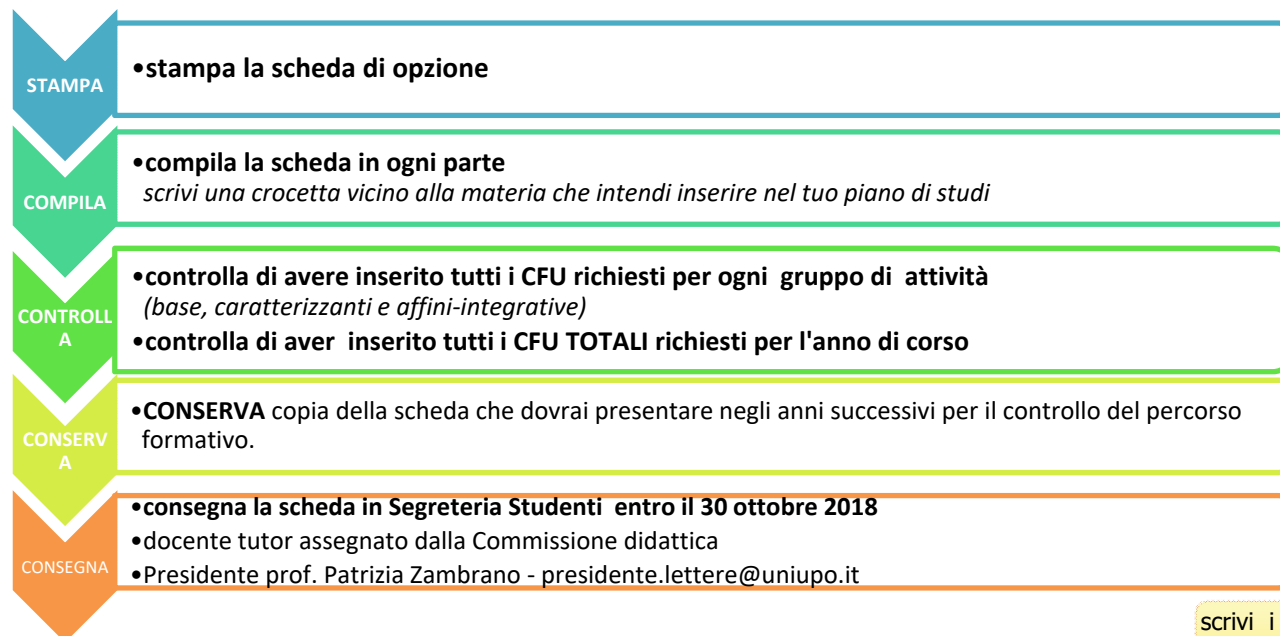 STAMPA
•stampa la scheda di opzione
COMPILA
•compila la scheda in ogni parte
scrivi una crocetta vicino alla materia che intendi inserire nel tuo piano di studi
CONTROLL
A
•controlla di avere inserito tutti i CFU richiesti per ogni gruppo di attività
(base, caratterizzanti e affini-integrative)
•controlla di aver inserito tutti i CFU TOTALI richiesti per l'anno di corso
CONSERV
A
•CONSERVA copia della scheda che dovrai presentare negli anni successivi per il controllo del percorso
formativo.
CONSEGNA
•consegna la scheda in Segreteria Studenti entro il 30 ottobre 2018
•docente tutor assegnato dalla Commissione didattica
•Presidente prof. Patrizia Zambrano - presidente.lettere@uniupo.it
scrivi i